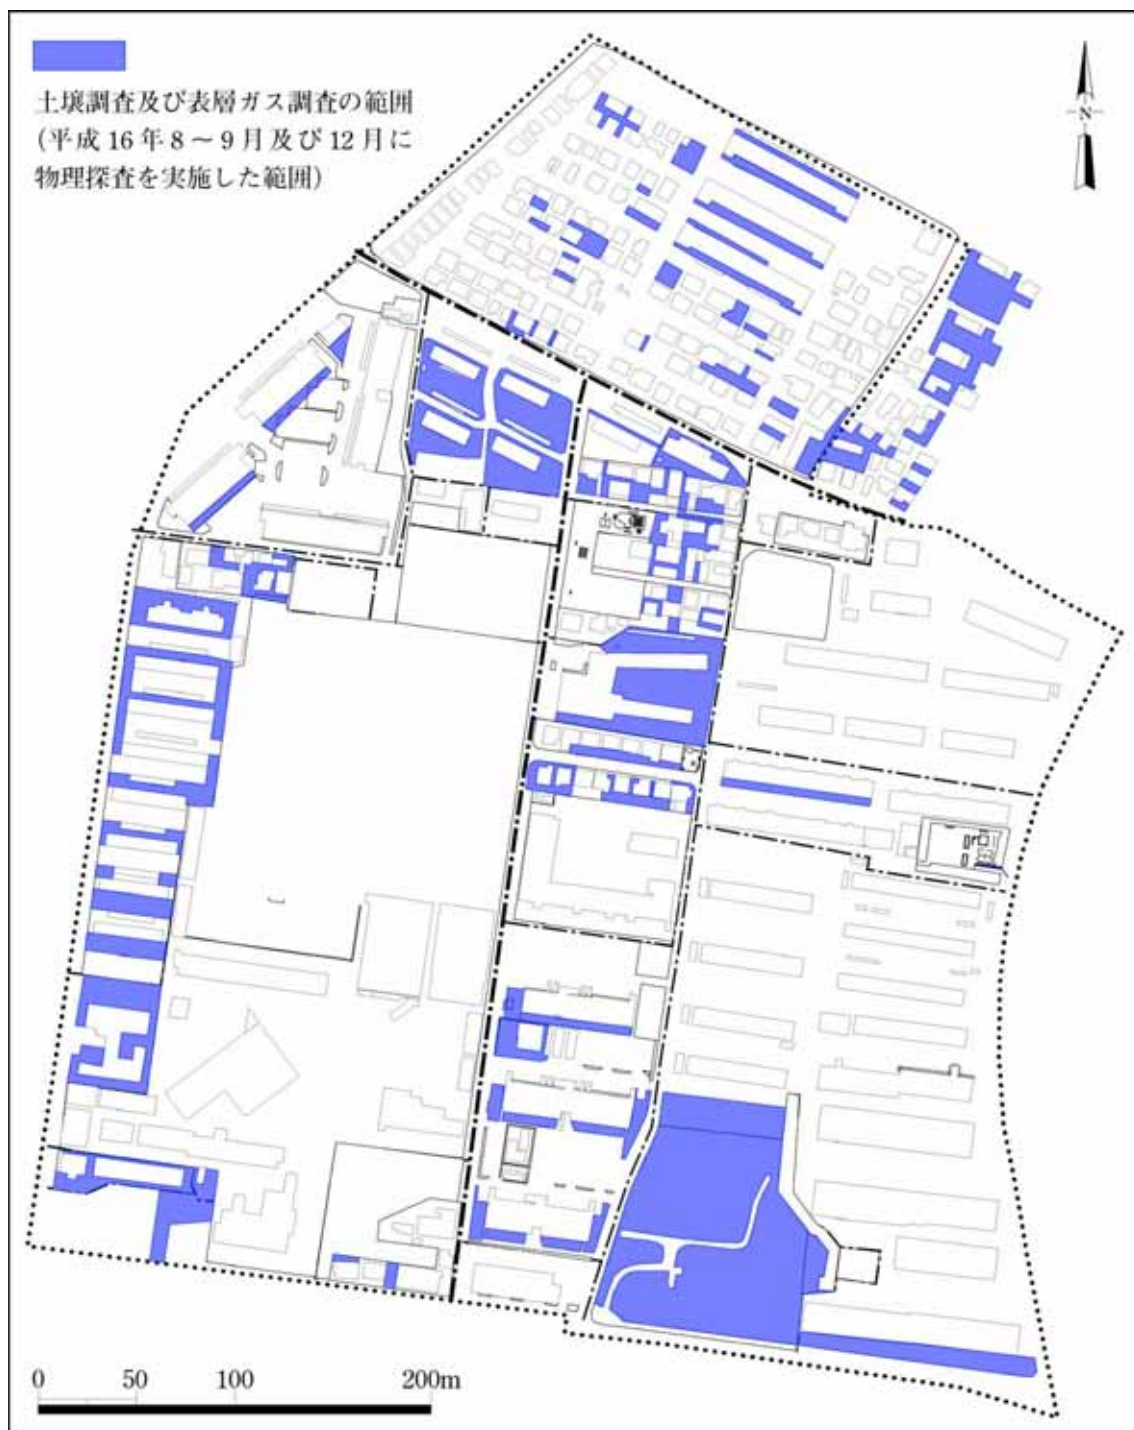 土壌調査及び表層ガス調査の範囲
(平成16年8～9月及び12月に
物理探査を実施した範囲)
N
0 50 100 200m